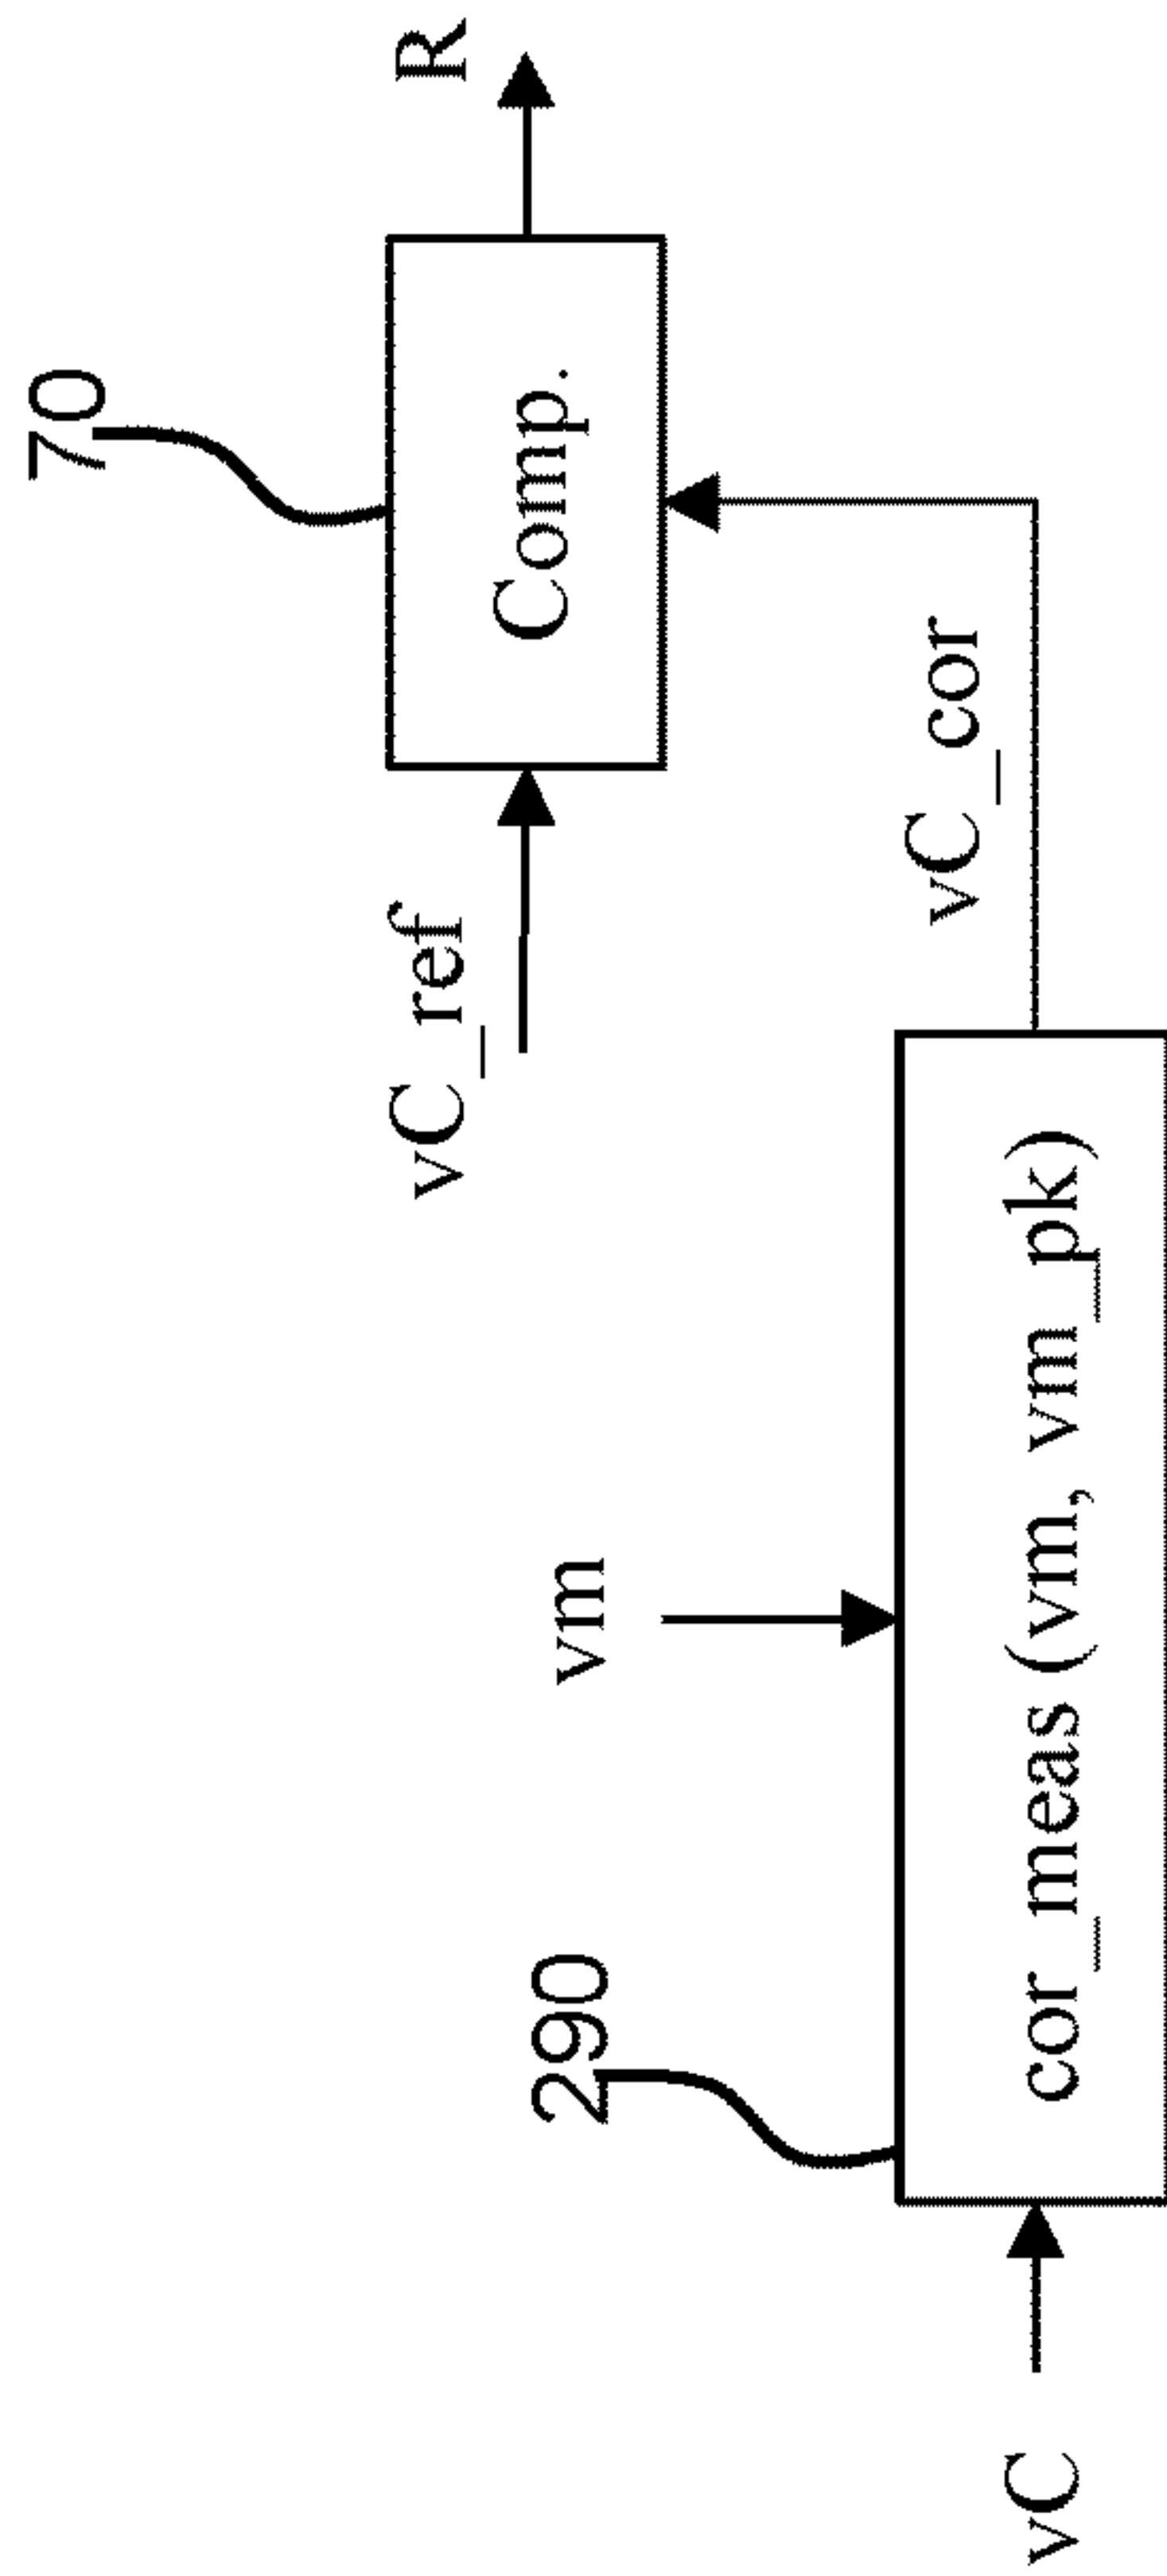 70
R
vC_ref
Comp.
290
vm
vC_cor
vC
cor_meas (vm, vm_pk)